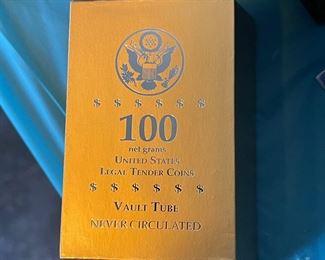 $ $ $ $ $ $
100
net grams
UNITED STATES
LEGAL TENDER COINS
$ $ $ $ $ $
VAULT TUBE
NEVER CIRCULATED